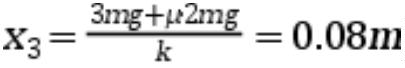 x₃ = (3mg+μ2mg)/k = 0.08m